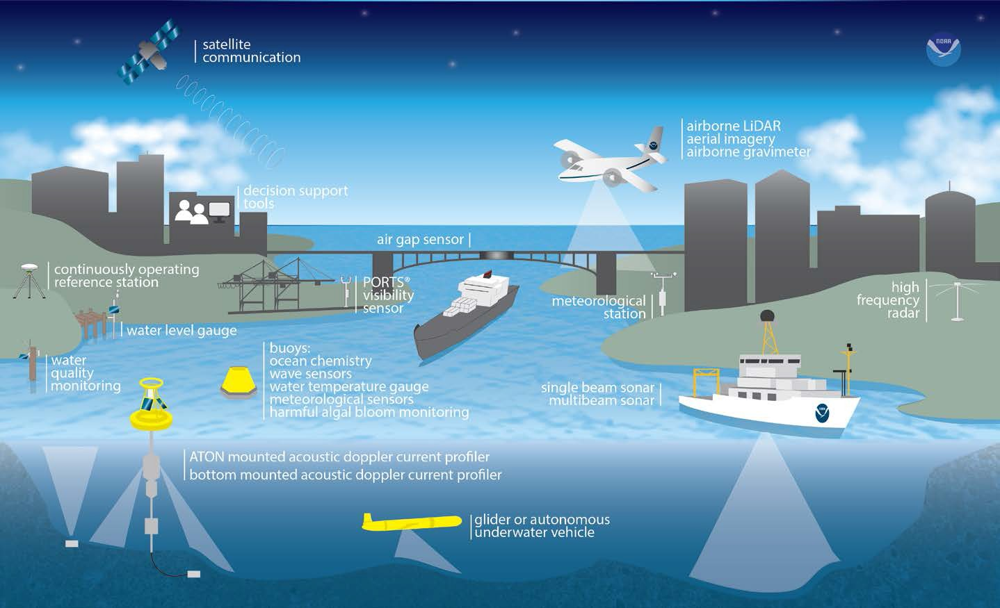 satellite
communication
NOAA
airborne LiDAR
aerial imagery
airborne gravimeter
decision support
tools
air gap sensor
continuously operating
reference station
PORTS®
visibility
sensor
meteorological
station
high
frequency
radar
water level gauge
water
quality
monitoring
buoys:
ocean chemistry
wave sensors
water temperature gauge
meteorological sensors
harmful algal bloom monitoring
single beam sonar
multibeam sonar
ATON mounted acoustic doppler current profiler
bottom mounted acoustic doppler current profiler
glider or autonomous
underwater vehicle